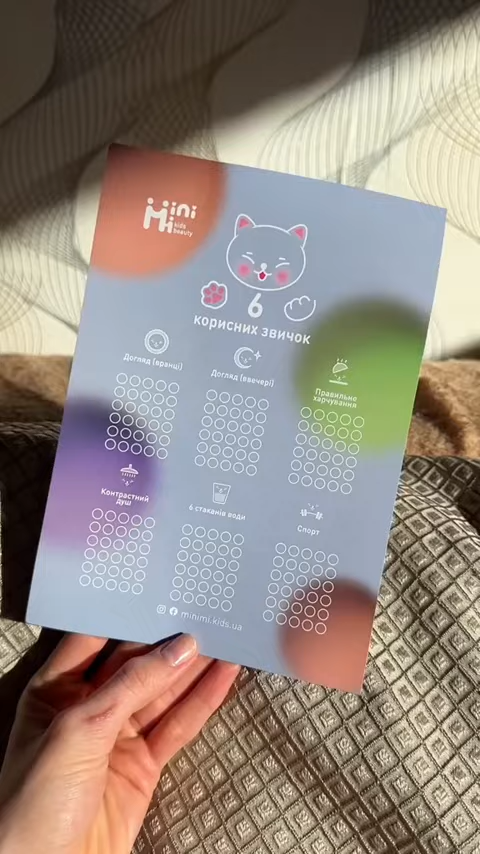 Mini
Mi kids
beauty
6
корисних звичок
Догляд (вранці)
Догляд (ввечері)
Правильне
харчування
Контрастний
душ
6 стаканів води
Спорт
minimi.kids.ua